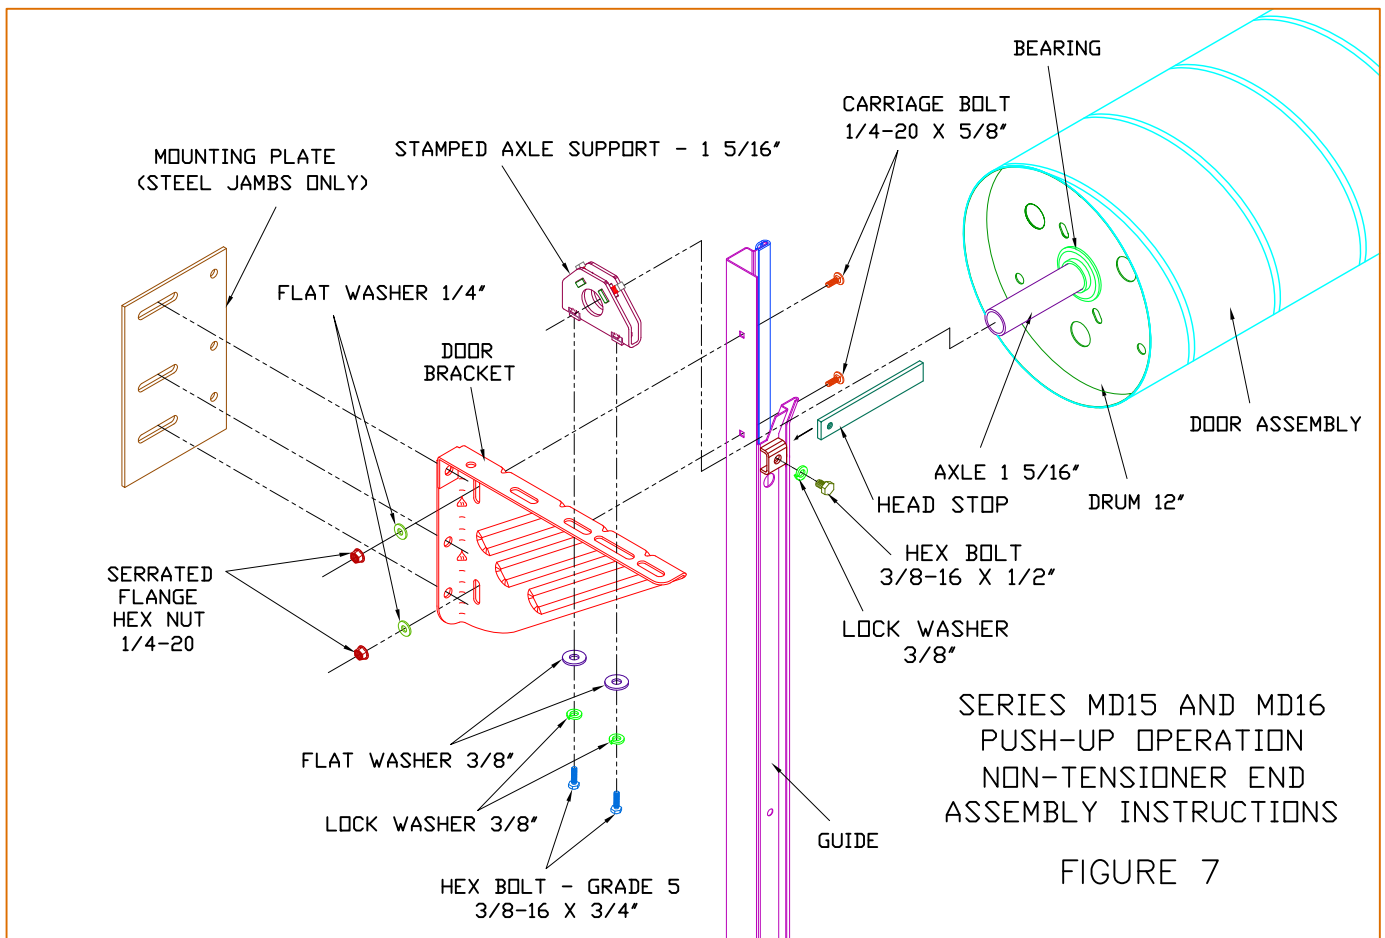 BEARING
CARRIAGE BOLT
1/4-20 X 5/8"
STAMPED AXLE SUPPORT - 1 5/16"
MOUNTING PLATE
(STEEL JAMBS ONLY)
FLAT WASHER 1/4"
DOOR
BRACKET
DOOR ASSEMBLY
AXLE 1 5/16"
HEAD STOP
DRUM 12"
HEX BOLT
3/8-16 X 1/2"
SERRATED
FLANGE
HEX NUT
1/4-20
LOCK WASHER
3/8"
FLAT WASHER 3/8"
LOCK WASHER 3/8"
GUIDE
HEX BOLT - GRADE 5
3/8-16 X 3/4"
SERIES MD15 AND MD16
PUSH-UP OPERATION
NON-TENSIONER END
ASSEMBLY INSTRUCTIONS
FIGURE 7